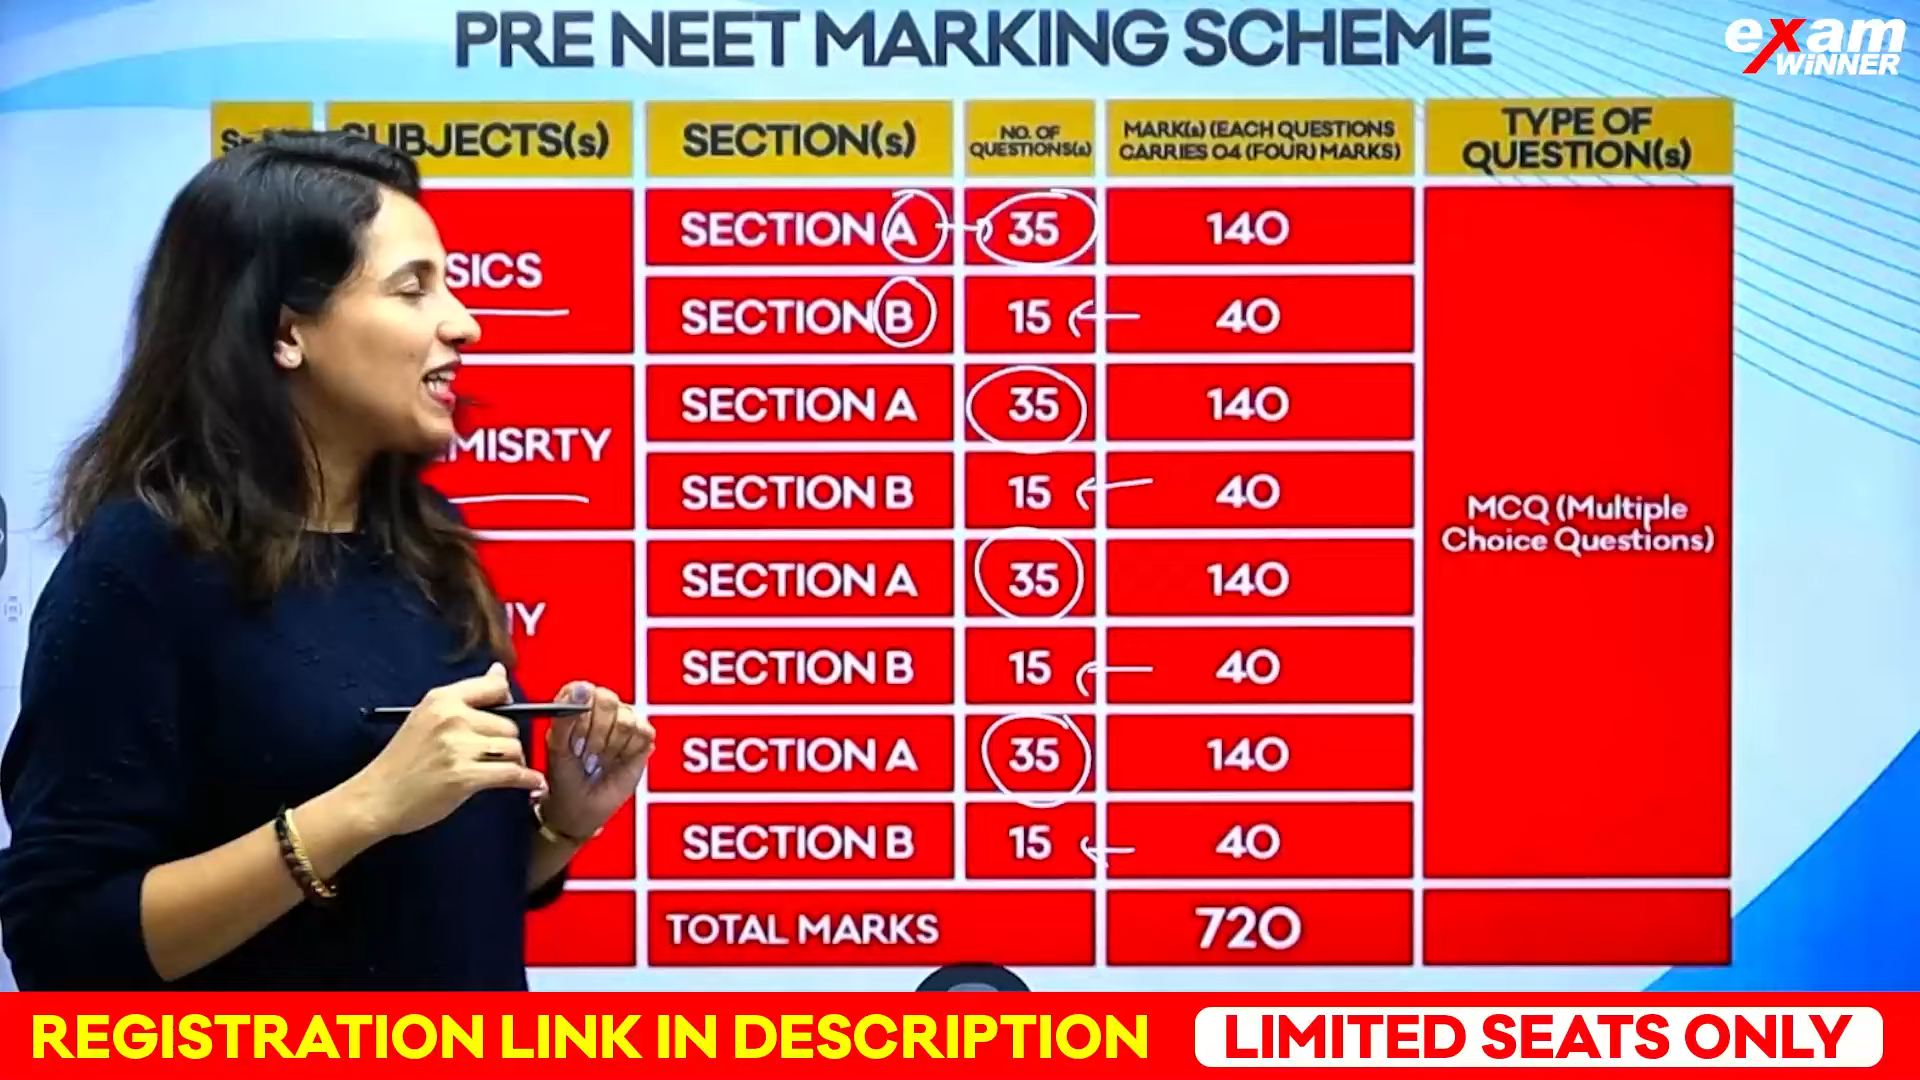 PRE NEET MARKING SCHEME
exam
WINNER
SUBJECTS(s)
SECTION(s)
NO. OF
QUESTIONS(s)
MARK(s) (EACH QUESTIONS
CARRIES 04 (FOUR) MARKS)
TYPE OF
QUESTION(s)
SICS
SECTION A
35
140
SECTION B
15
40
MISRTY
SECTION A
35
140
SECTION B
15
40
SECTION A
35
140
SECTION B
15
40
SECTION A
35
140
SECTION B
15
40
MCQ (Multiple
Choice Questions)
TOTAL MARKS
720
REGISTRATION LINK IN DESCRIPTION
LIMITED SEATS ONLY